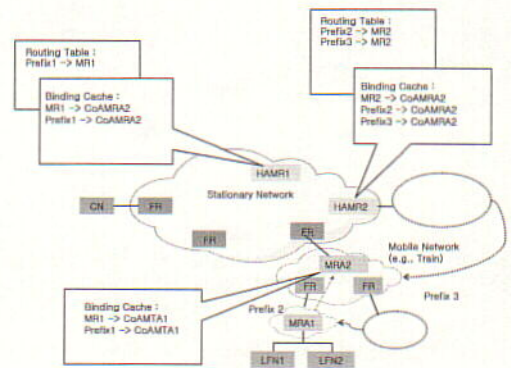 Routing Table :
Prefix1 -> MR1
Binding Cache :
MR1 -> CoAMRA2
Prefix1 -> CoAMRA2
Routing Table :
Prefix2 -> MR2
Prefix3 -> MR2
Binding Cache :
MR2 -> CoAMRA2
Prefix2 -> CoAMRA2
Prefix3 -> CoAMRA2
HAMR1
Stationary Network
CN
FR
HAMR2
FR
FR
Mobile Network
(e.g., Train)
MRA2
FR
FR
Prefix 3
Binding Cache :
MR1 -> CoAMTA1
Prefix1 -> CoAMTA1
Prefix 2
MRA1
LFN1
LFN2